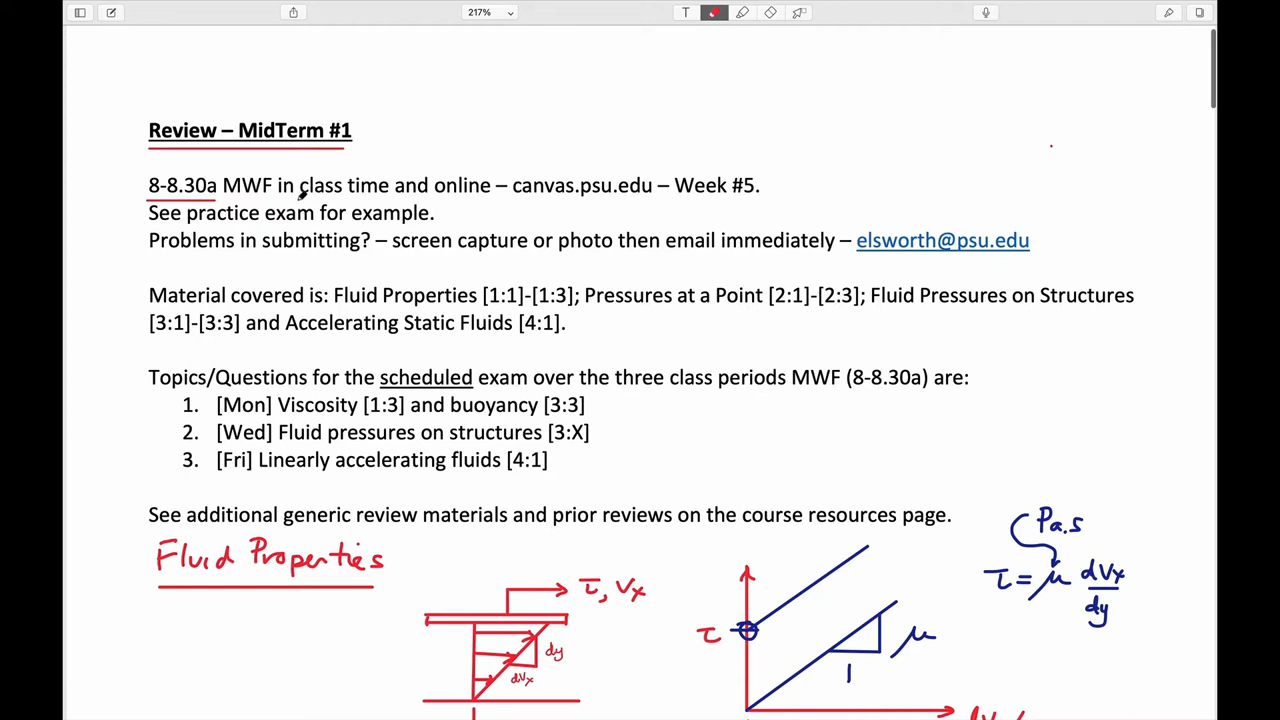 217%
T
Review – MidTerm #1
8-8.30a MWF in class time and online – canvas.psu.edu – Week #5.
See practice exam for example.
Problems in submitting? – screen capture or photo then email immediately – elsworth@psu.edu
Material covered is: Fluid Properties [1:1]-[1:3]; Pressures at a Point [2:1]-[2:3]; Fluid Pressures on Structures
[3:1]-[3:3] and Accelerating Static Fluids [4:1].
Topics/Questions for the scheduled exam over the three class periods MWF (8-8.30a) are:
1. [Mon] Viscosity [1:3] and buoyancy [3:3]
2. [Wed] Fluid pressures on structures [3:X]
3. [Fri] Linearly accelerating fluids [4:1]
See additional generic review materials and prior reviews on the course resources page.
Fluid Properties
τ, Vx
dy
dVx
τ
μ
1
Pa.s
τ = μ dVx
dy